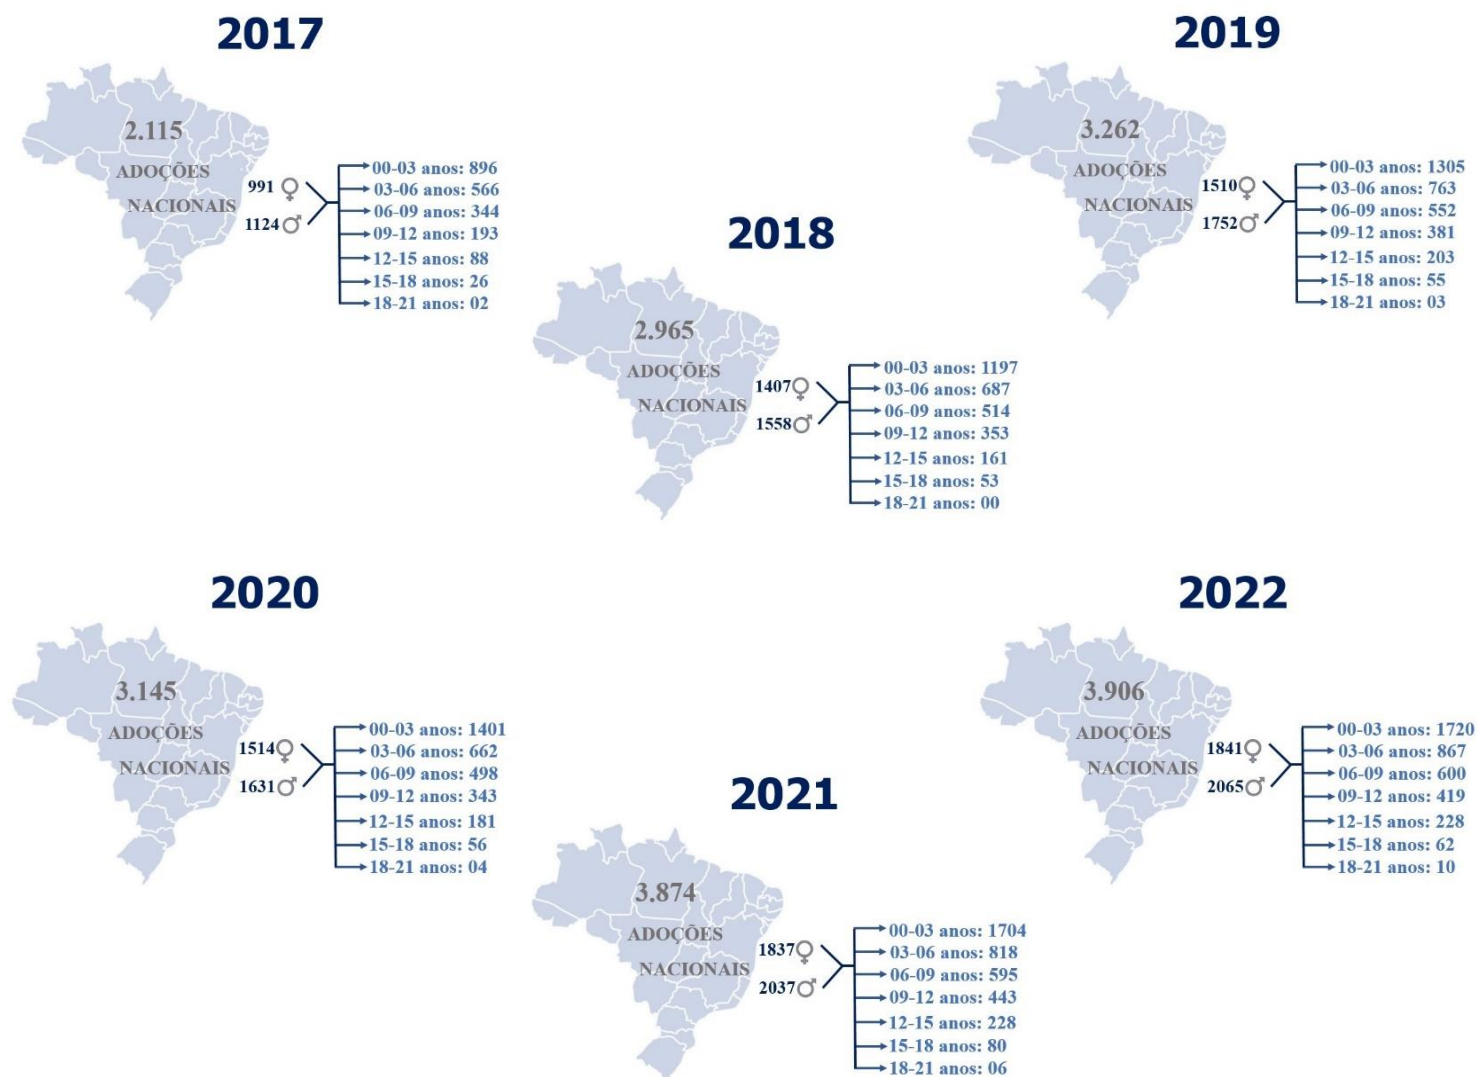 2017
2.115
ADOÇÕES
NACIONAIS
991
1124
00-03 anos: 896
03-06 anos: 566
06-09 anos: 344
09-12 anos: 193
12-15 anos: 88
15-18 anos: 26
18-21 anos: 02
2018
2.965
ADOÇÕES
NACIONAIS
1407
1558
00-03 anos: 1197
03-06 anos: 687
06-09 anos: 514
09-12 anos: 353
12-15 anos: 161
15-18 anos: 53
18-21 anos: 00
2019
3.262
ADOÇÕES
NACIONAIS
1510
1752
00-03 anos: 1305
03-06 anos: 763
06-09 anos: 552
09-12 anos: 381
12-15 anos: 203
15-18 anos: 55
18-21 anos: 03
2020
3.145
ADOÇÕES
NACIONAIS
1514
1631
00-03 anos: 1401
03-06 anos: 662
06-09 anos: 498
09-12 anos: 343
12-15 anos: 181
15-18 anos: 56
18-21 anos: 04
2021
3.874
ADOÇÕES
NACIONAIS
1837
2037
00-03 anos: 1704
03-06 anos: 818
06-09 anos: 595
09-12 anos: 443
12-15 anos: 228
15-18 anos: 80
18-21 anos: 06
2022
3.906
ADOÇÕES
NACIONAIS
1841
2065
00-03 anos: 1720
03-06 anos: 867
06-09 anos: 600
09-12 anos: 419
12-15 anos: 228
15-18 anos: 62
18-21 anos: 10